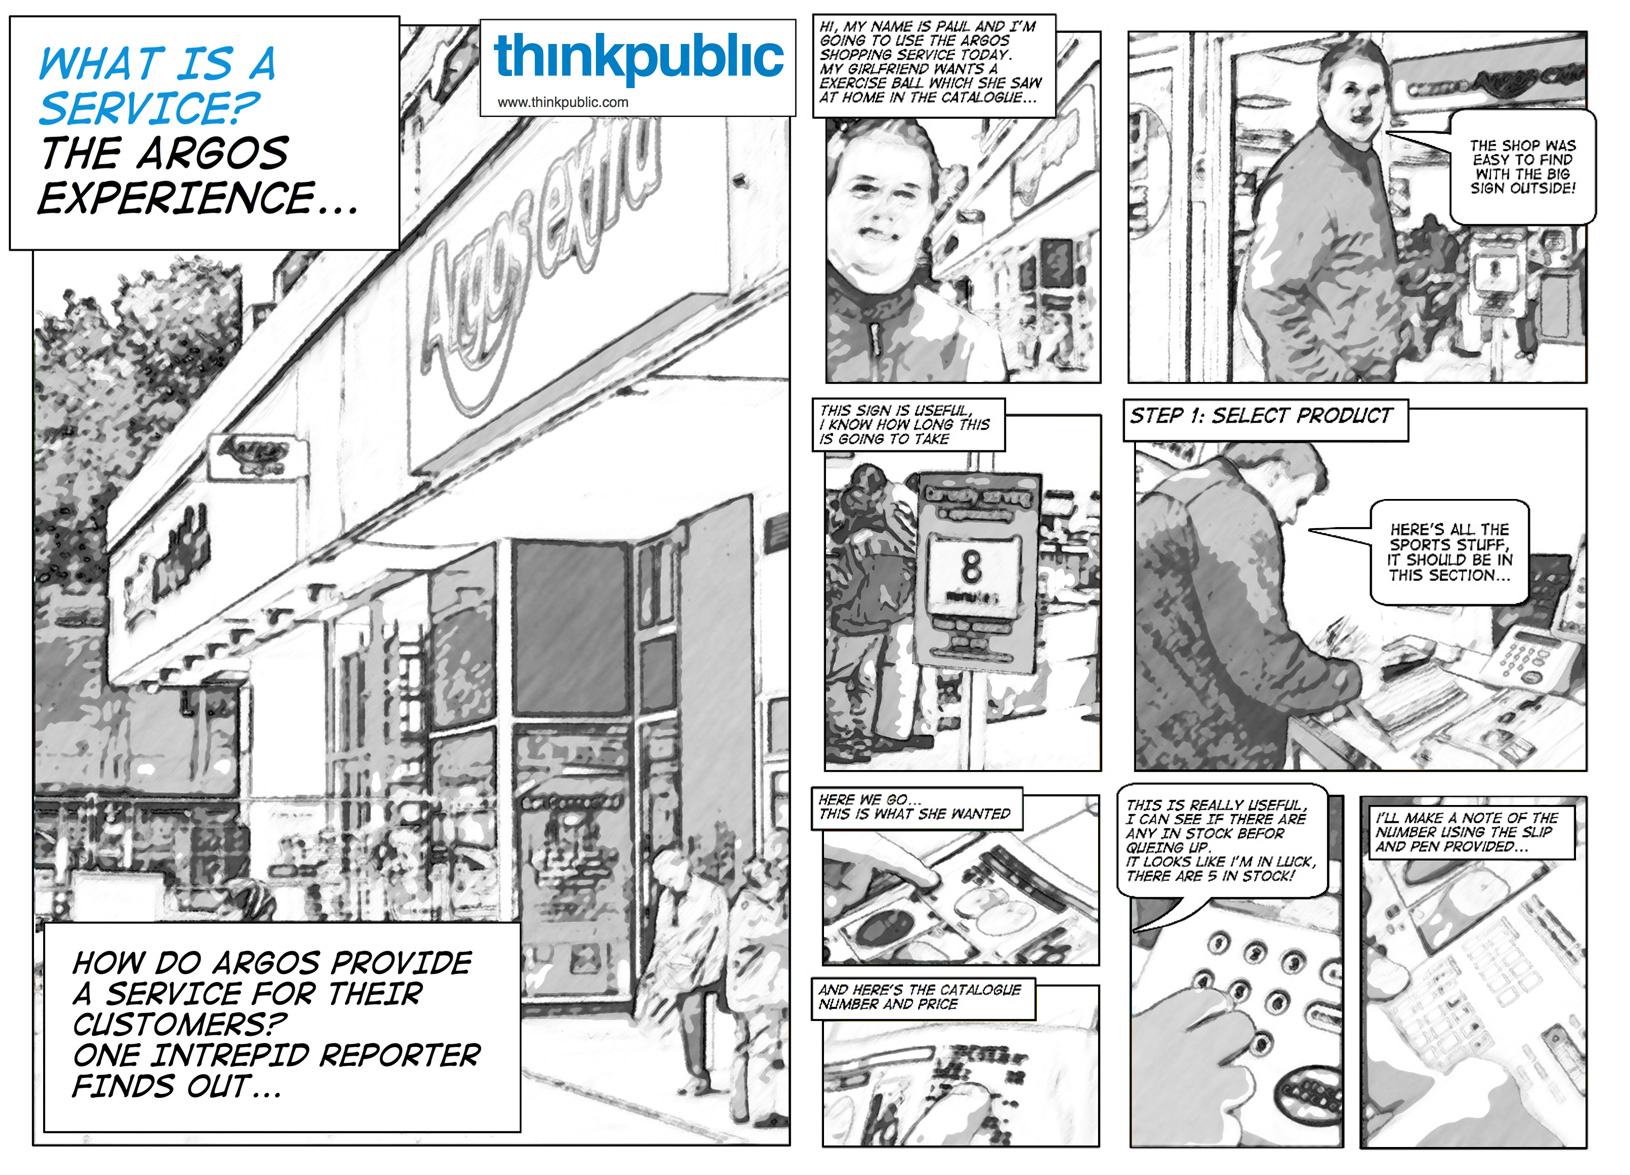 WHAT IS A
SERVICE?
THE ARGOS
EXPERIENCE...
thinkpublic
www.thinkpublic.com
Argos extra
HOW DO ARGOS PROVIDE
A SERVICE FOR THEIR
CUSTOMERS?
ONE INTREPID REPORTER
FINDS OUT...
HI, MY NAME IS PAUL AND I'M
GOING TO USE THE ARGOS
SHOPPING SERVICE TODAY.
MY GIRLFRIEND WANTS A
EXERCISE BALL WHICH SHE SAW
AT HOME IN THE CATALOGUE...
THE SHOP WAS
EASY TO FIND
WITH THE BIG
SIGN OUTSIDE!
8
THIS SIGN IS USEFUL,
I KNOW HOW LONG THIS
IS GOING TO TAKE
8
minutes
STEP 1: SELECT PRODUCT
HERE'S ALL THE
SPORTS STUFF,
IT SHOULD BE IN
THIS SECTION...
HERE WE GO...
THIS IS WHAT SHE WANTED
AND HERE'S THE CATALOGUE
NUMBER AND PRICE
THIS IS REALLY USEFUL,
I CAN SEE IF THERE ARE
ANY IN STOCK BEFOR
QUEING UP.
IT LOOKS LIKE I'M IN LUCK,
THERE ARE 5 IN STOCK!
I'LL MAKE A NOTE OF THE
NUMBER USING THE SLIP
AND PEN PROVIDED...